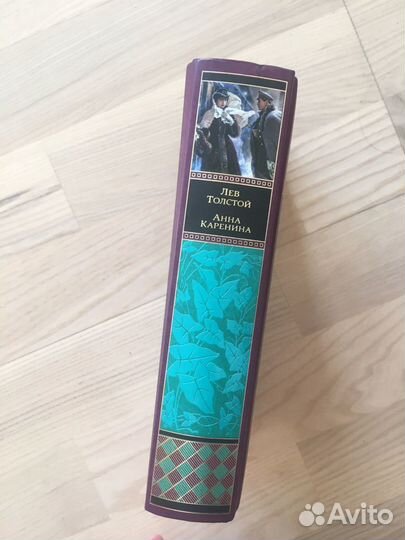 Лев
Толстой
Анна
Каренина
Avito